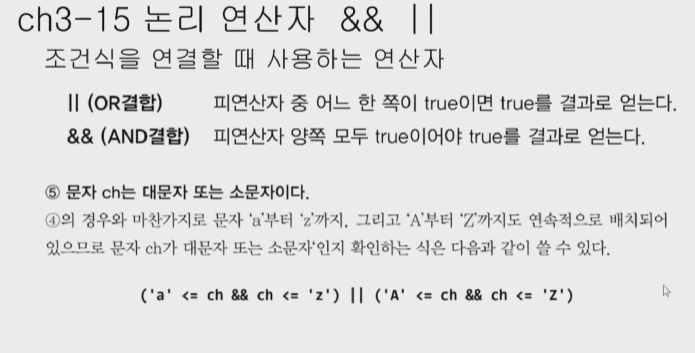 ch3-15 논리 연산자 && ||
조건식을 연결할 때 사용하는 연산자
|| (OR결합) 피연산자 중 어느 한 쪽이 true이면 true를 결과로 얻는다.
&& (AND결합) 피연산자 양쪽 모두 true이어야 true를 결과로 얻는다.
⑤ 문자 ch는 대문자 또는 소문자이다.
④의 경우와 마찬가지로 문자 ‘a’부터 ‘z’까지, 그리고 ‘A’부터 ‘Z’까지도 연속적으로 배치되어
있으므로 문자 ch가 대문자 또는 소문자'인지 확인하는 식은 다음과 같이 쓸 수 있다.
('a' <= ch && ch <= 'z') || ('A' <= ch && ch <= 'Z')